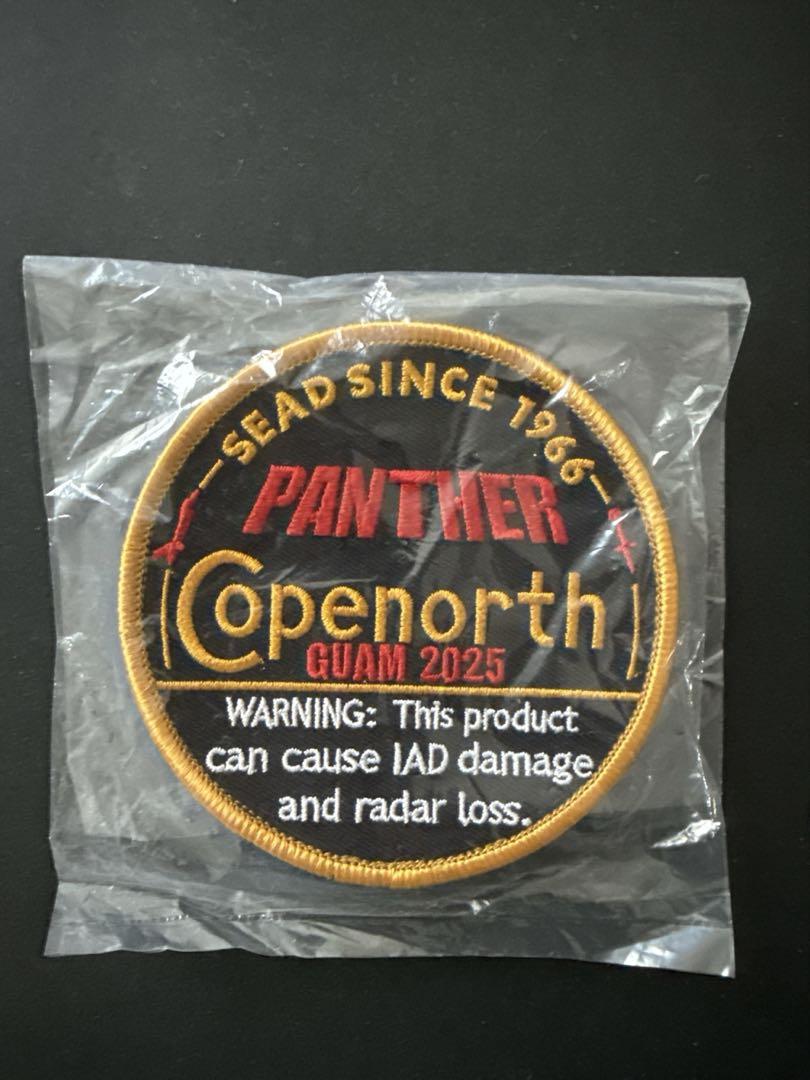 SEAD SINCE 1966
PANTHER
Copenorth
GUAM 2025
WARNING: This product
can cause IAD damage
and radar loss.